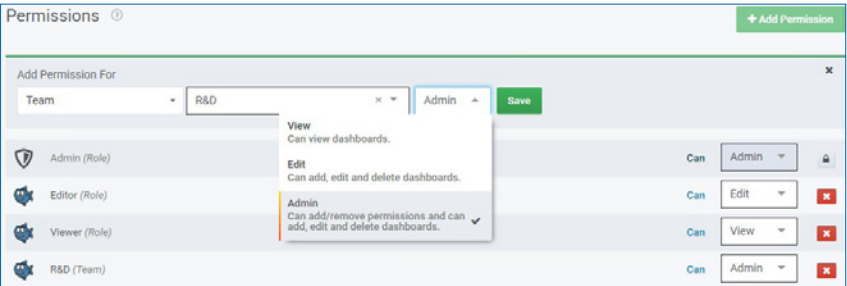 Permissions
+ Add Permission
Add Permission For
Team R&D Admin Save
View
Can view dashboards.
Edit
Can add, edit and delete dashboards.
Admin
Can add/remove permissions and can
add, edit and delete dashboards.
Admin (Role) Can Admin
Editor (Role) Can Edit
Viewer (Role) Can View
R&D (Team) Can Admin